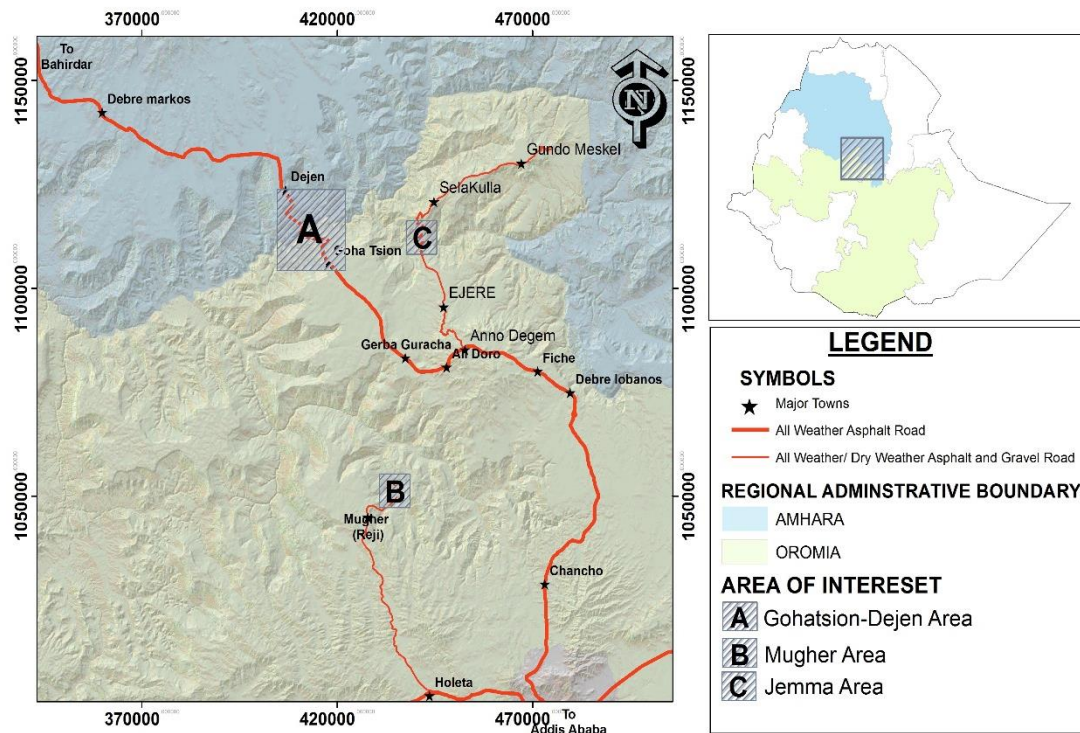 370000 420000 470000
To
Bahirdar
Debre markos
Dejen
A
Goha Tsion
Gundo Meskel
SelaKulla
C
EJERE
Anno Degem
Gerba Guracha
Ali Doro
Fiche
Debre lobanos
B
Mugher
(Reji)
Chancho
Holeta
To
Addis Ababa
N
1150000
1100000
1050000
1150000
1100000
1050000
370000 420000 470000
LEGEND
SYMBOLS
Major Towns
All Weather Asphalt Road
All Weather/ Dry Weather Asphalt and Gravel Road
REGIONAL ADMINSTRATIVE BOUNDARY
AMHARA
OROMIA
AREA OF INTERESET
A Gohatsion-Dejen Area
B Mugher Area
C Jemma Area